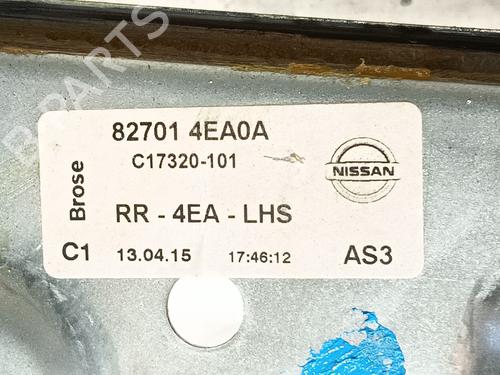 B-PARTS
82701 4EA0A
C17320-101
NISSAN
Brose
RR - 4EA - LHS
C1 13.04.15 17:46:12 AS3